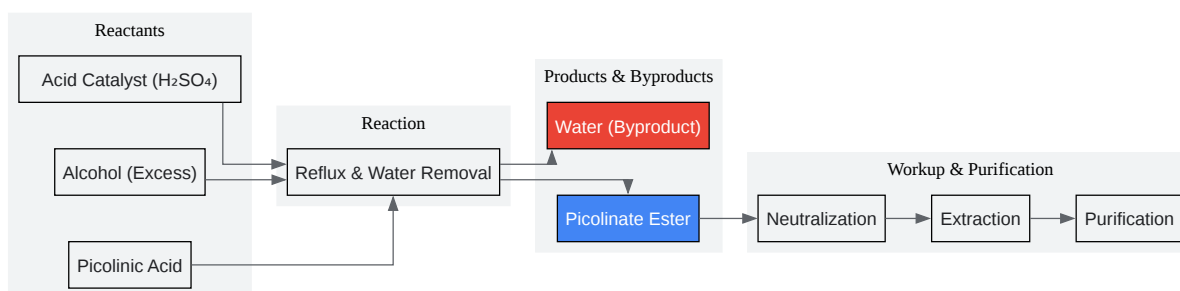 Reactants
Acid Catalyst (H₂SO₄)
Alcohol (Excess)
Picolinic Acid
Reaction
Reflux & Water Removal
Products & Byproducts
Water (Byproduct)
Picolinate Ester
Workup & Purification
Neutralization
Extraction
Purification